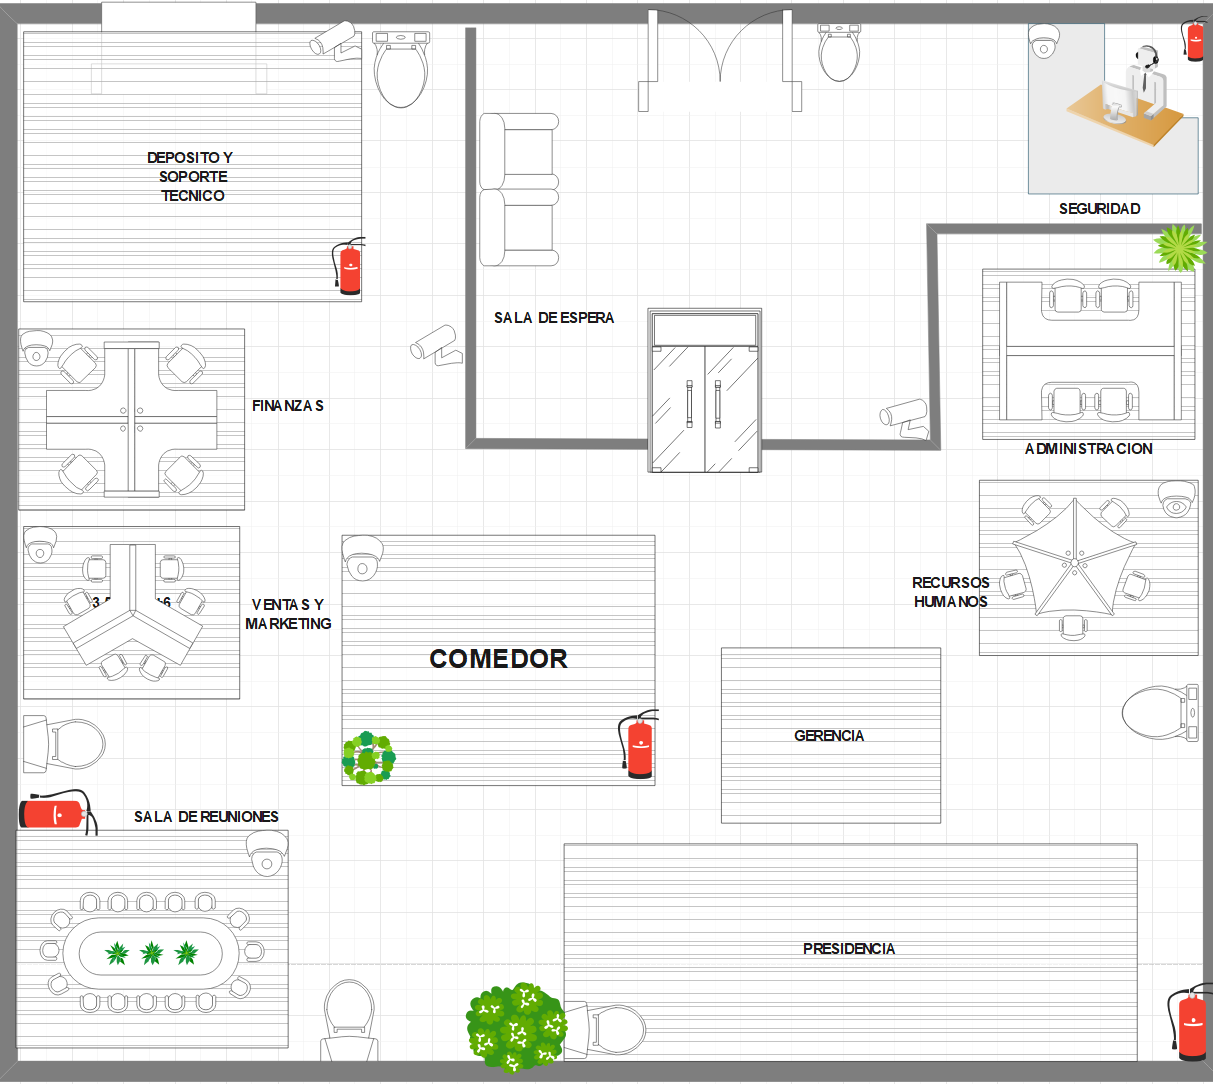 DEPOSITO Y
SOPORTE
TECNICO
SEGURIDAD
SALA DE ESPERA
FINANZAS
ADMINISTRACION
RECURSOS
HUMANOS
VENTAS Y
MARKETING
COMEDOR
GERENCIA
SALA DE REUNIONES
PRESIDENCIA